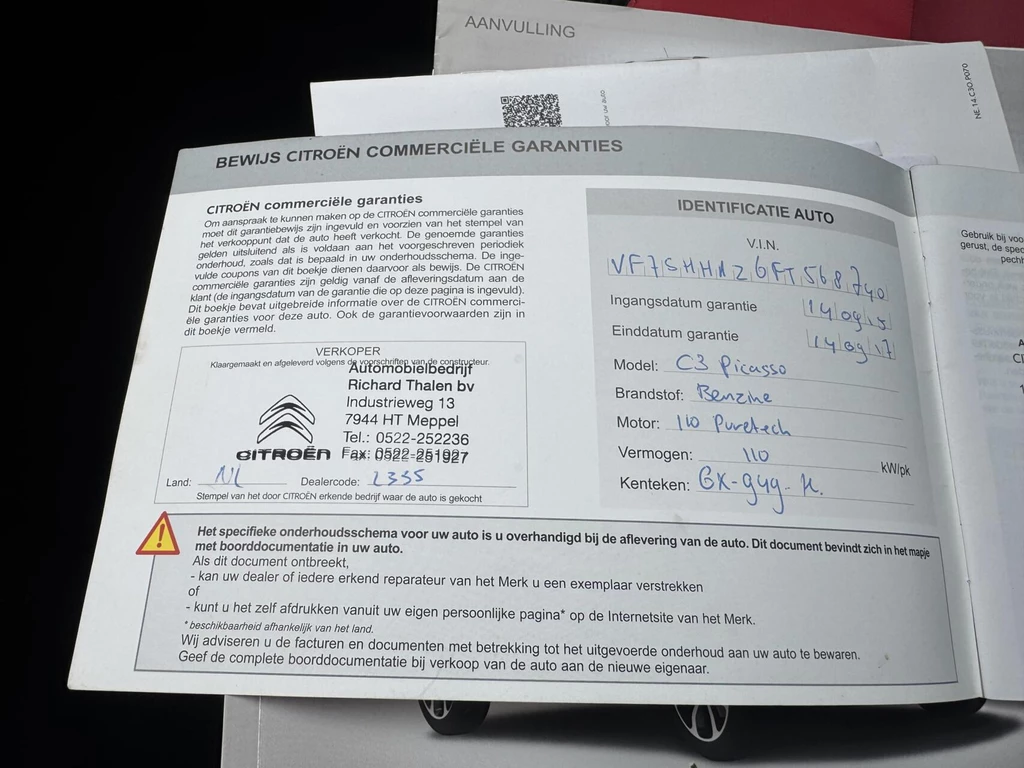 AANVULLING
NE.14.C3O.P070
BEWIJS CITROËN COMMERCIËLE GARANTIES
CITROËN commerciële garanties
Om aanspraak te kunnen maken op de CITROËN commerciële garanties
moet dit garantiebewijs zijn ingevuld en voorzien van het stempel van
het verkooppunt dat de auto heeft verkocht. De genoemde garanties
gelden uitsluitend als is voldaan aan het voorgeschreven periodiek
onderhoud, zoals dat is bepaald in uw onderhoudsschema. De inge-
vulde coupons van dit boekje dienen daarvoor als bewijs. De CITROËN
commerciële garanties zijn geldig vanaf de afleveringsdatum aan de
klant (de ingangsdatum van de garantie die op deze pagina is ingevuld).
Dit boekje bevat uitgebreide informatie over de CITROËN commerci-
ële garanties voor deze auto. Ook de garantievoorwaarden zijn in
dit boekje vermeld.
VERKOPER
Klaargemaakt en afgeleverd volgens de voorschriften van de constructeur.
Automobielbedrijf
Richard Thalen bv
Industrieweg 13
7944 HT Meppel
Tel.: 0522-252236
Fax: 0522-251927
CITROËN
Land: NL Dealercode: 2335
Stempel van het door CITROËN erkende bedrijf waar de auto is gekocht
IDENTIFICATIE AUTO
V.I.N.
VF7SHHNZ6FT568740
Ingangsdatum garantie 140915
Einddatum garantie 140917
Model: C3 Picasso
Brandstof: Benzine
Motor: 110 Puretech
Vermogen: 110 kW/pk
Kenteken: GX-949-
Het specifieke onderhoudsschema voor uw auto is u overhandigd bij de aflevering van de auto. Dit document bevindt zich in het mapje
met boorddocumentatie in uw auto.
Als dit document ontbreekt,
- kan uw dealer of iedere erkend reparateur van het Merk u een exemplaar verstrekken
of
- kunt u het zelf afdrukken vanuit uw eigen persoonlijke pagina* op de Internetsite van het Merk.
* beschikbaarheid afhankelijk van het land.
Wij adviseren u de facturen en documenten met betrekking tot het uitgevoerde onderhoud aan uw auto te bewaren.
Geef de complete boorddocumentatie bij verkoop van de auto aan de nieuwe eigenaar.
Gebruik bij voo
gerust, de spec
pechh